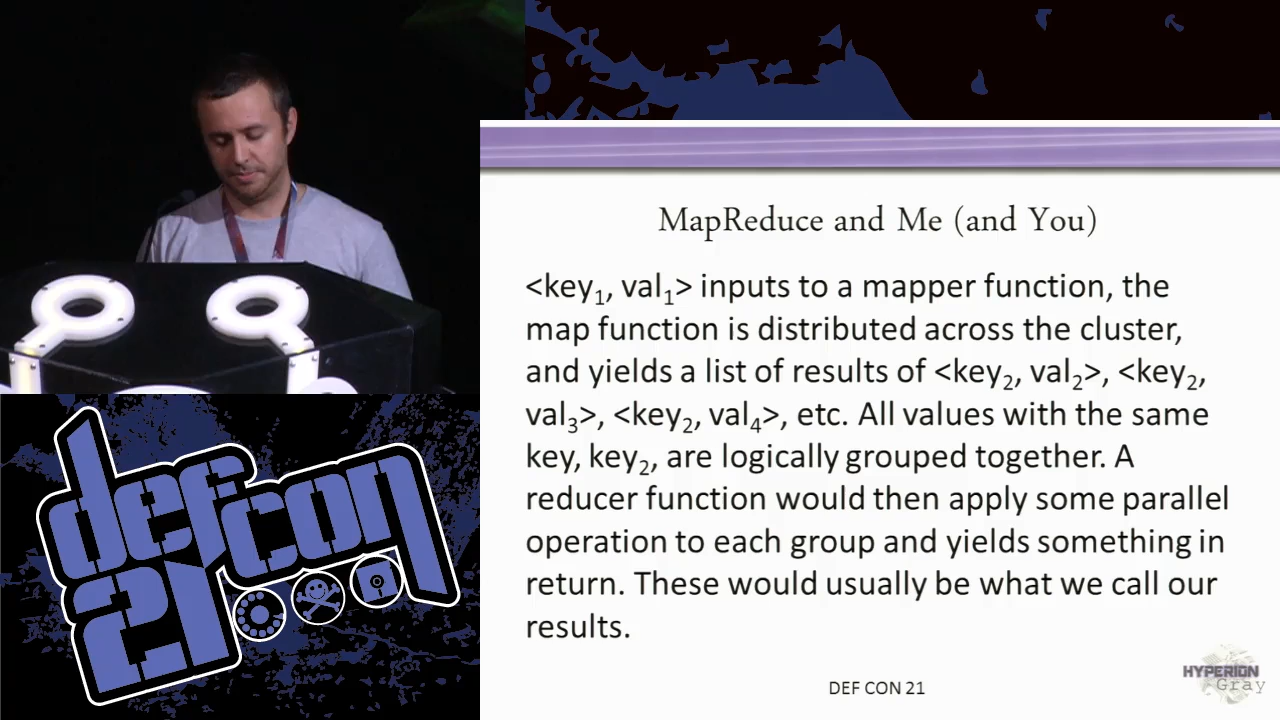 MapReduce and Me (and You)
<key₁, val₁> inputs to a mapper function, the
map function is distributed across the cluster,
and yields a list of results of <key₂, val₂>, <key₂,
val₃>, <key₂, val₄>, etc. All values with the same
key, key₂, are logically grouped together. A
reducer function would then apply some parallel
operation to each group and yields something in
return. These would usually be what we call our
results.
DEF CON 21
HYPERION
Gray
defcon
21